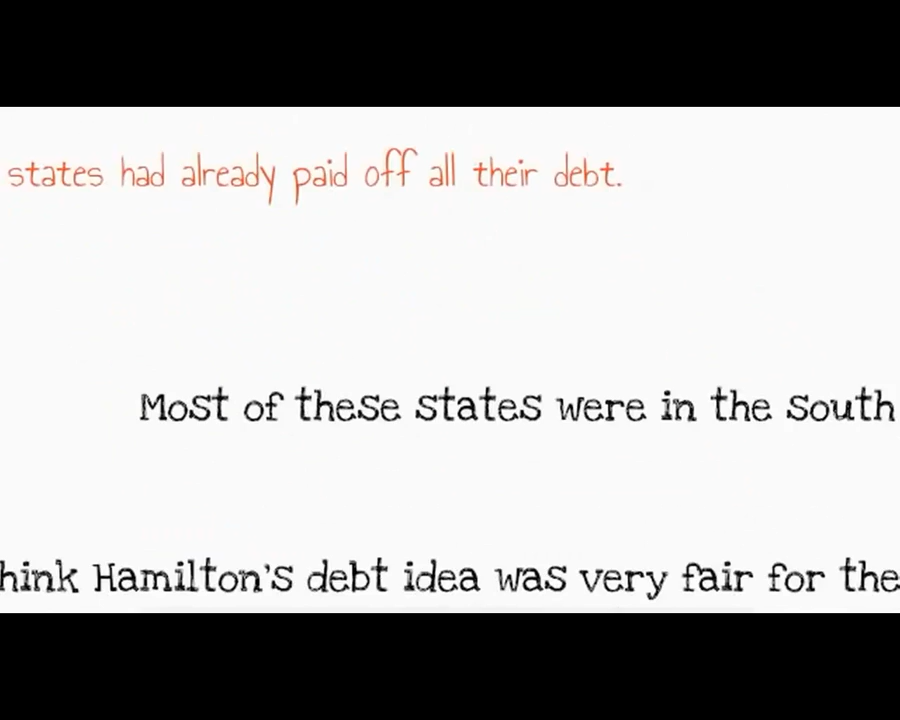 states had already paid off all their debt.
Most of these states were in the south
hink Hamilton's debt idea was very fair for the